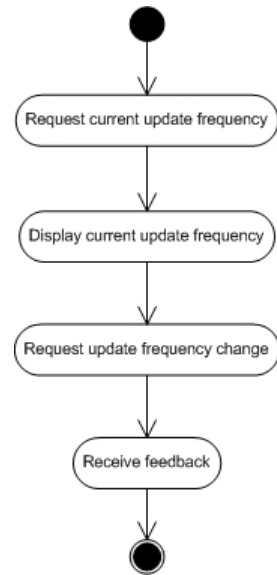 Request current update frequency
Display current update frequency
Request update frequency change
Receive feedback